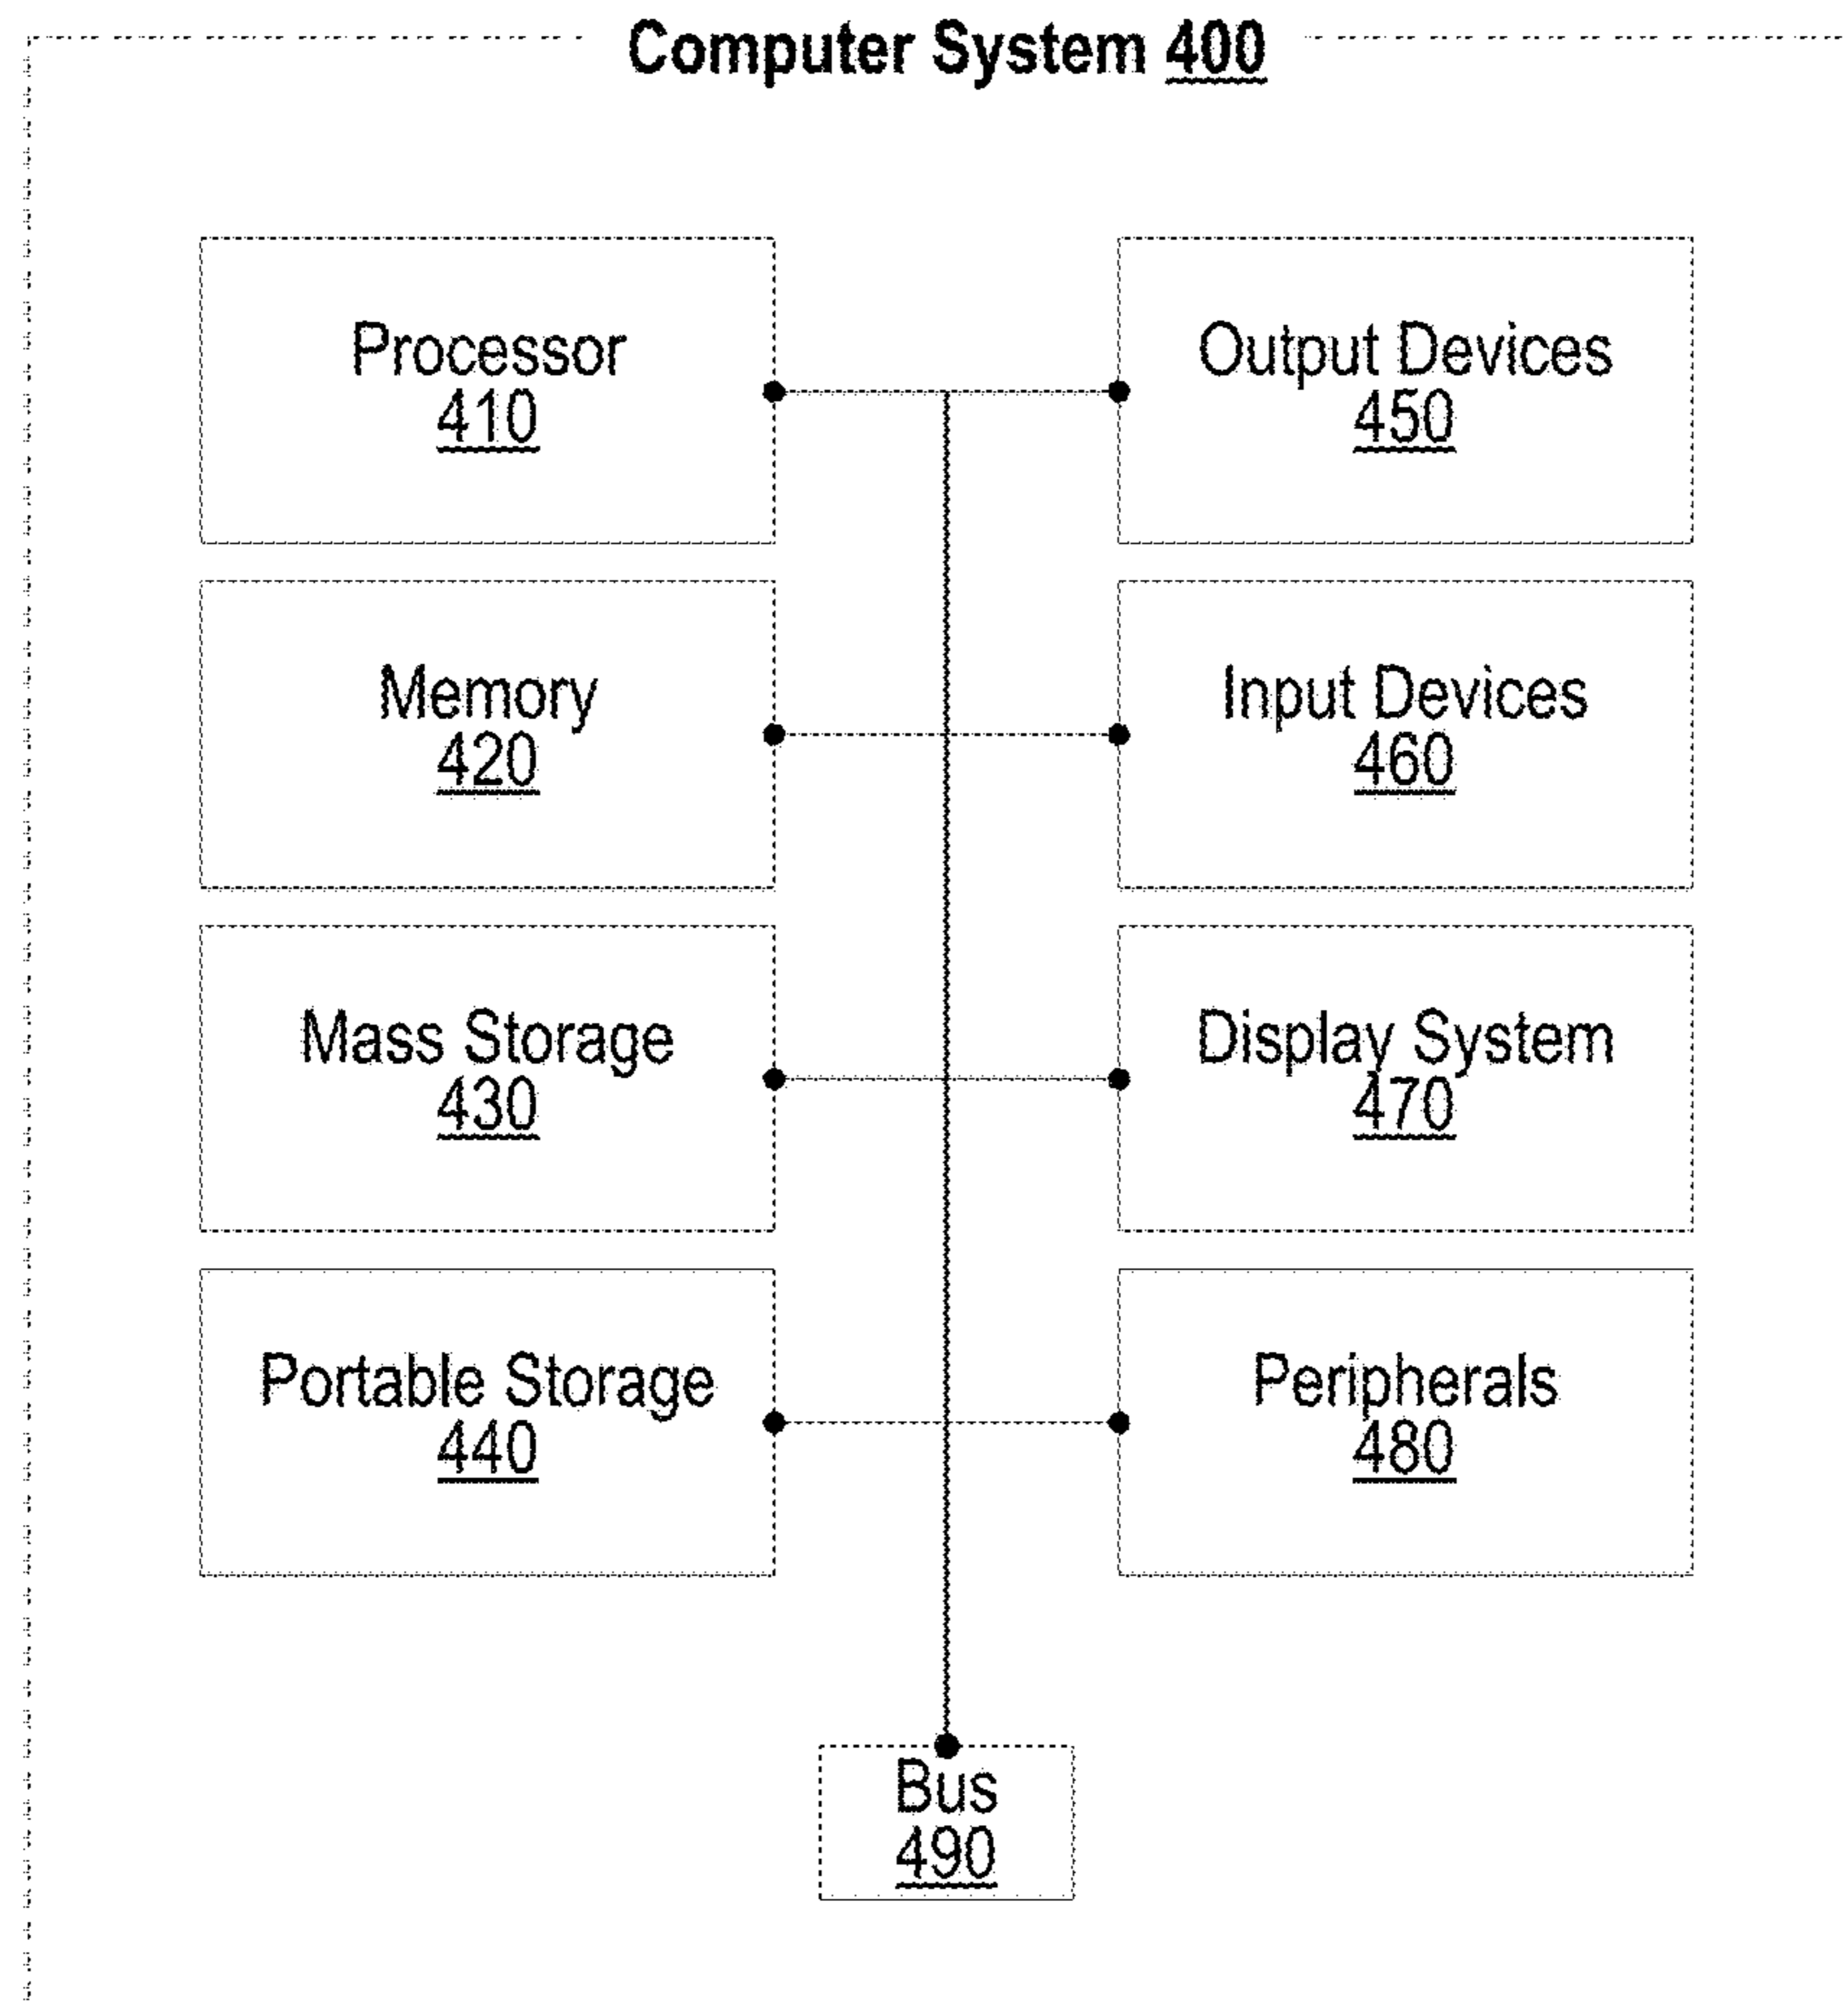 Computer System 400
Processor
410
Output Devices
450
Memory
420
Input Devices
460
Mass Storage
430
Display System
470
Portable Storage
440
Peripherals
480
Bus
490